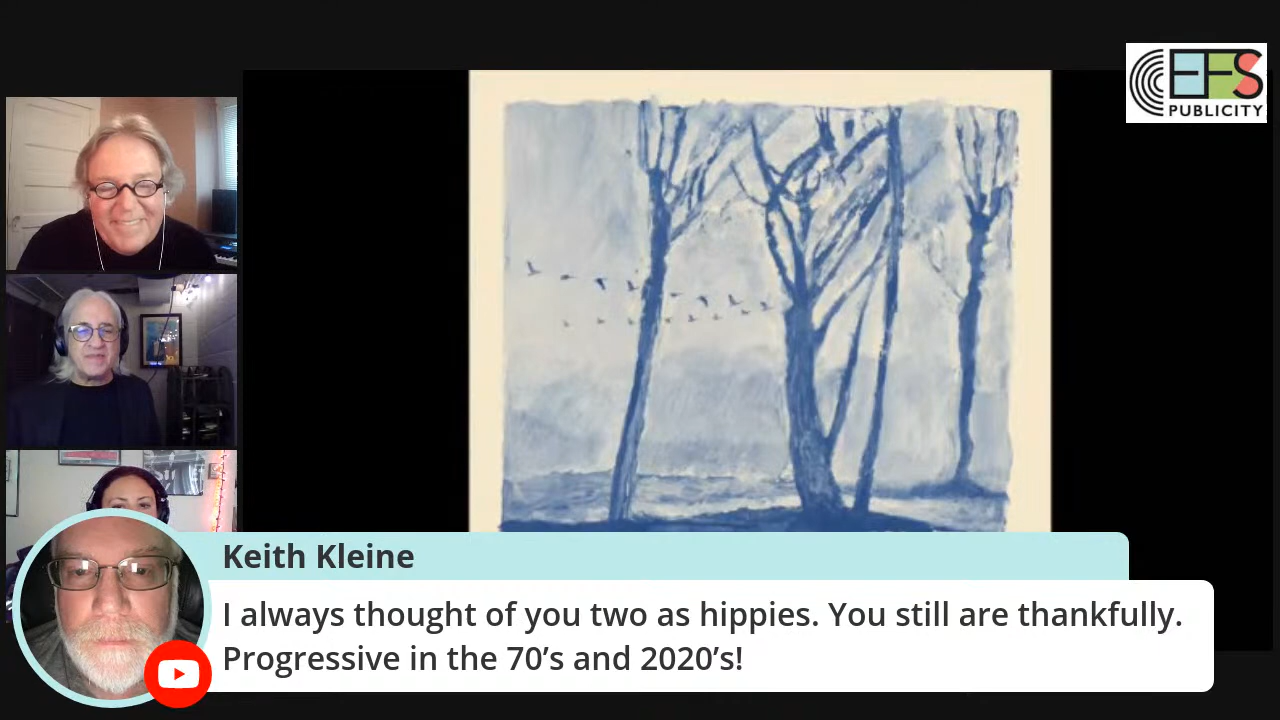 EFS
PUBLICITY
Keith Kleine
I always thought of you two as hippies. You still are thankfully.
Progressive in the 70’s and 2020’s!